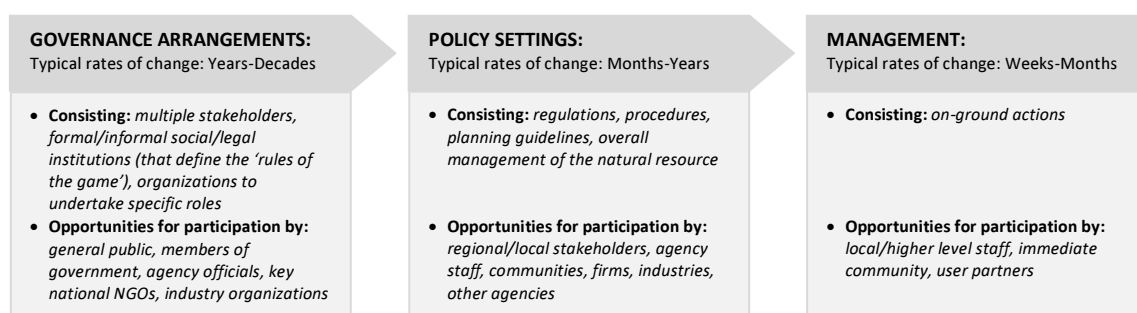 GOVERNANCE ARRANGEMENTS:
Typical rates of change: Years-Decades
• Consisting: multiple stakeholders,
formal/informal social/legal
institutions (that define the ‘rules of
the game’), organizations to
undertake specific roles
• Opportunities for participation by:
general public, members of
government, agency officials, key
national NGOs, industry organizations
POLICY SETTINGS:
Typical rates of change: Months-Years
• Consisting: regulations, procedures,
planning guidelines, overall
management of the natural resource
• Opportunities for participation by:
regional/local stakeholders, agency
staff, communities, firms, industries,
other agencies
MANAGEMENT:
Typical rates of change: Weeks-Months
• Consisting: on-ground actions
• Opportunities for participation by:
local/higher level staff, immediate
community, user partners